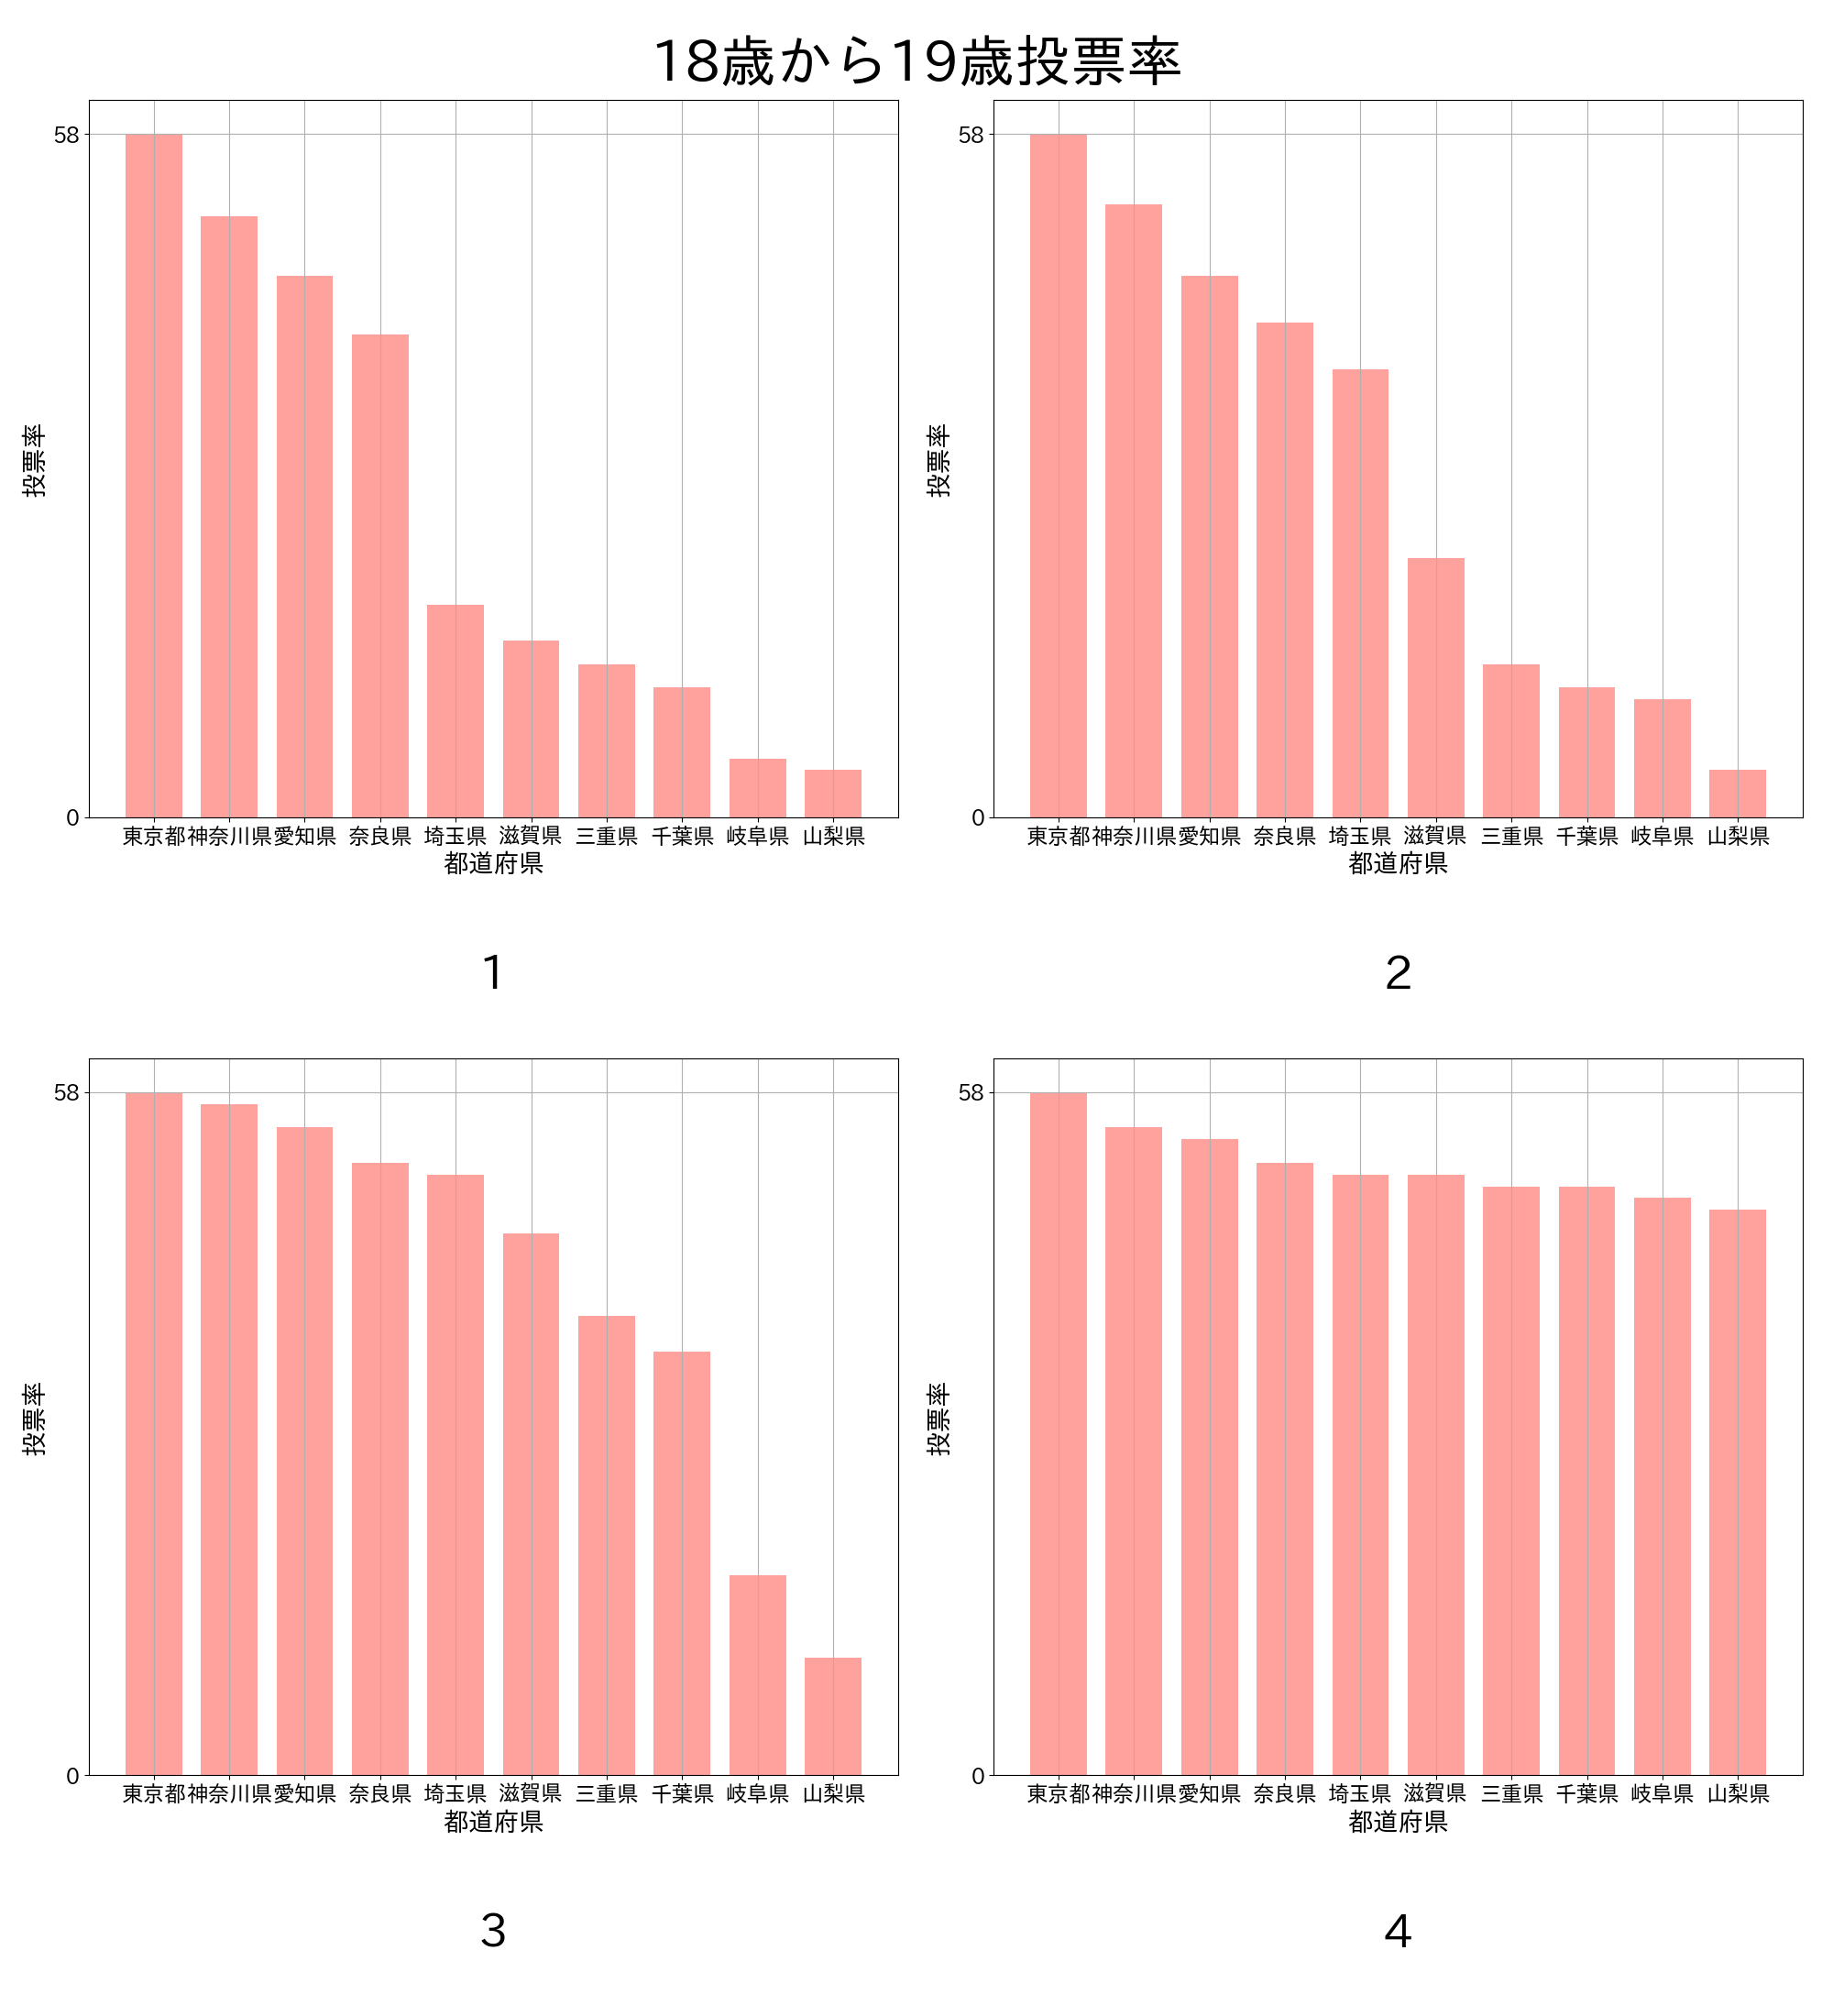 18歳から19歳投票率
58
0
投票率
東京都 神奈川県 愛知県 奈良県 埼玉県 滋賀県 三重県 千葉県 岐阜県 山梨県
都道府県
1
58
0
投票率
東京都 神奈川県 愛知県 奈良県 埼玉県 滋賀県 三重県 千葉県 岐阜県 山梨県
都道府県
2
58
0
投票率
東京都 神奈川県 愛知県 奈良県 埼玉県 滋賀県 三重県 千葉県 岐阜県 山梨県
都道府県
3
58
0
投票率
東京都 神奈川県 愛知県 奈良県 埼玉県 滋賀県 三重県 千葉県 岐阜県 山梨県
都道府県
4